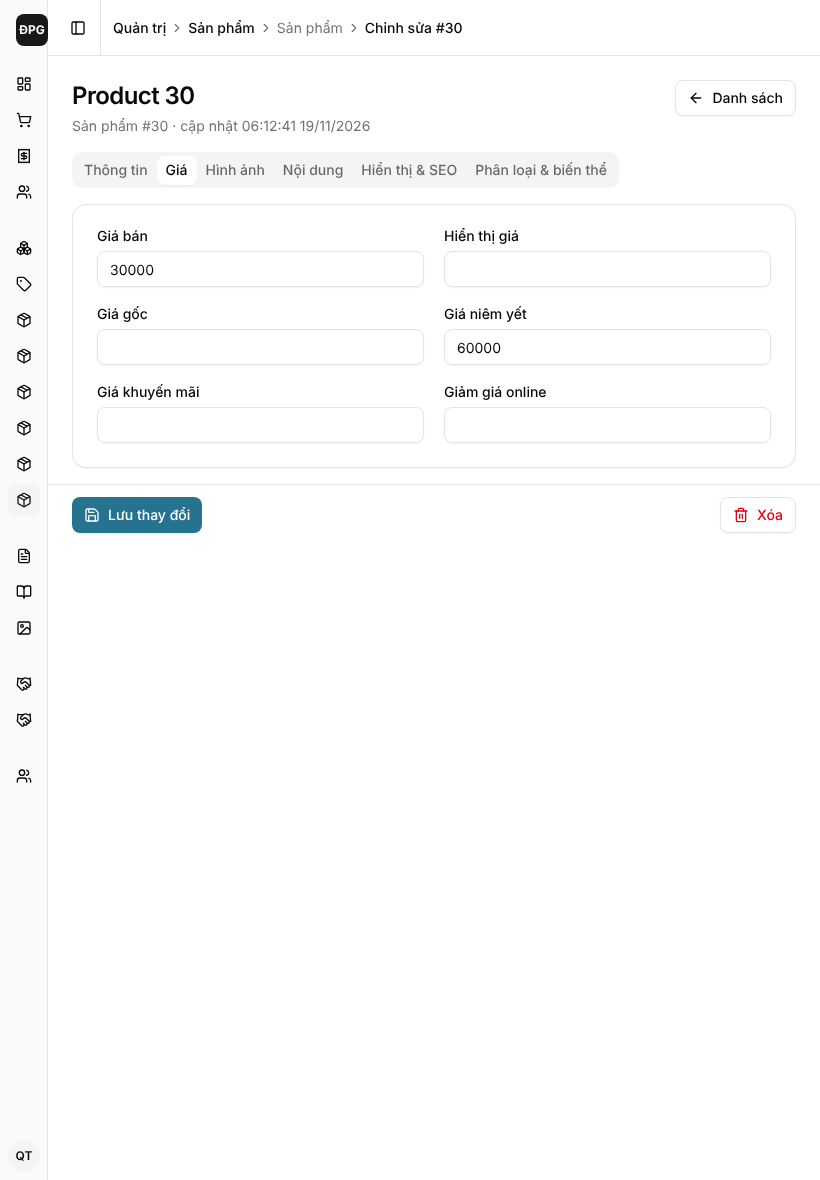 ĐPG
Quản trị > Sản phẩm > Sản phẩm > Chỉnh sửa #30
Product 30
Danh sách
Sản phẩm #30 · cập nhật 06:12:41 19/11/2026
Thông tin Giá Hình ảnh Nội dung Hiển thị & SEO Phân loại & biến thể
Giá bán Hiển thị giá
30000
Giá gốc Giá niêm yết
60000
Giá khuyến mãi Giảm giá online
Lưu thay đổi Xóa
QT